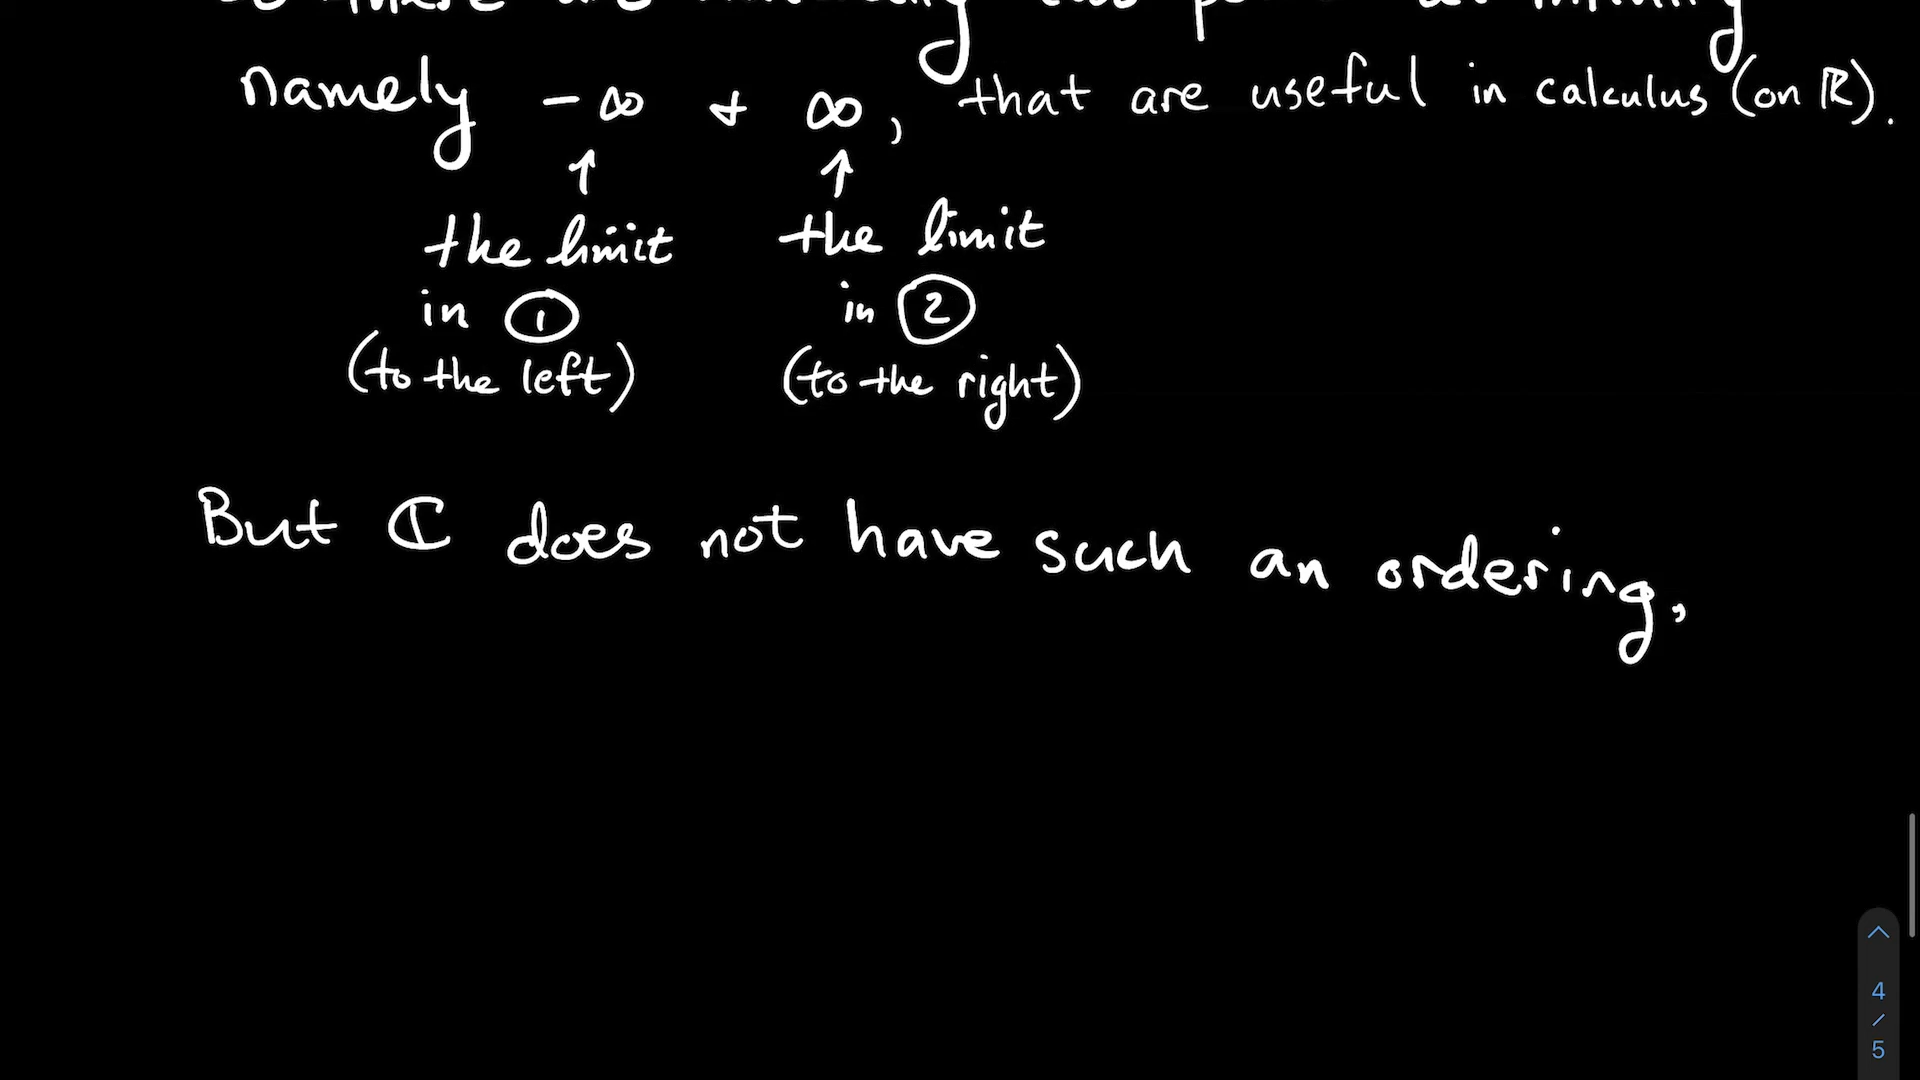 namely -∞ + ∞, that are useful in calculus (on ℝ).
↑ ↑
the limit the limit
in ① in ②
(to the left) (to the right)
But ℂ does not have such an ordering,
4
/
5